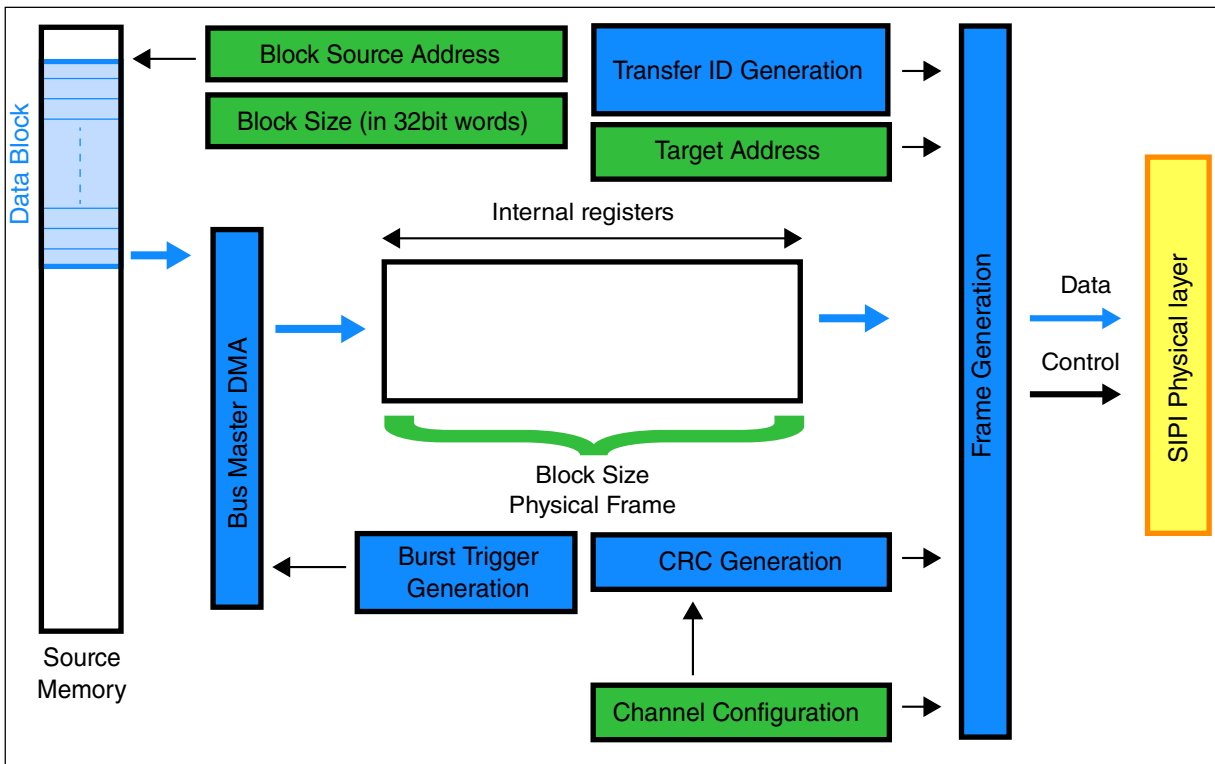 Block Source Address
Block Size (in 32bit words)
Transfer ID Generation
Target Address
Data Block
Internal registers
Bus Master DMA
Block Size
Physical Frame
Frame Generation
Data
Control
SIPI Physical layer
Burst Trigger
Generation
CRC Generation
Source
Memory
Channel Configuration